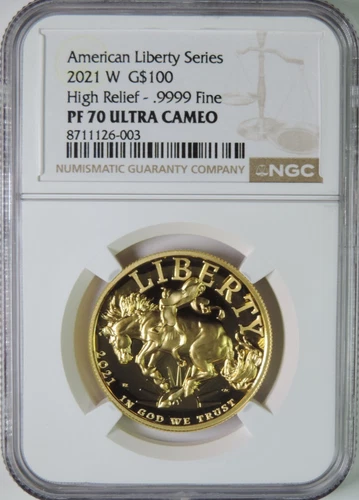 American Liberty Series
2021 W G$100
High Relief - .9999 Fine
PF 70 ULTRA CAMEO
8711126-003
NUMISMATIC GUARANTY COMPANY
NGC
LIBERTY
2021
IN GOD WE TRUST